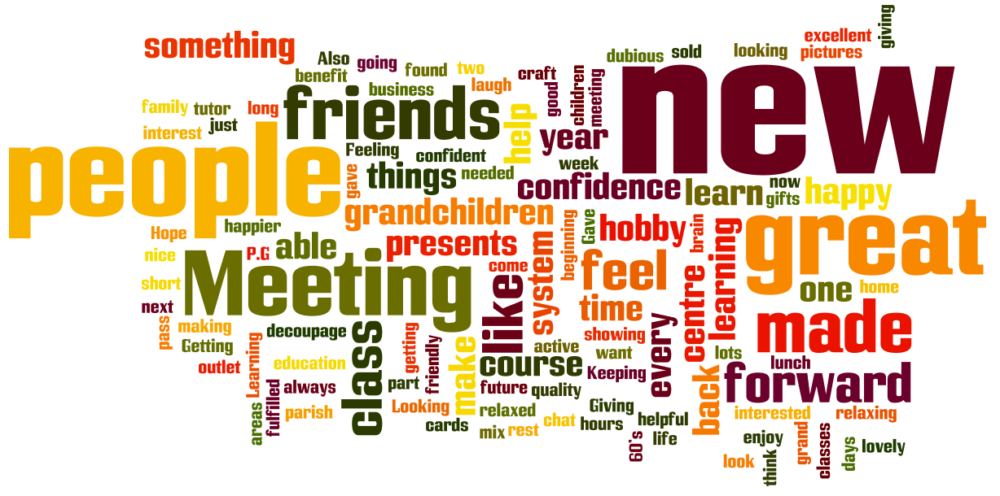 something
Also
going
found
two
benefit
business
laugh
craft
dubious
sold
looking
excellent
pictures
giving
friends
good
children
meeting
new
family
tutor
long
just
interest
people
help
year
Feeling
confident
gave
things
needed
week
confidence
learn
now
gifts
happy
grandchildren
happier
Hope
able
presents
beginning
Gave
hobby
brain
learning
great
nice
P.G
Meeting
come
system
feel
one
home
short
next
like
time
centre
made
pass
making
decoupage
getting
friendly
showing
every
Getting
class
make
active
want
lots
outlet
Learning
education
course
Keeping
lunch
back
forward
fulfilled
always
part
future
quality
areas
parish
Looking
relaxed
Giving
interested
relaxing
cards
mix
rest
chat
hours
helpful
60's
life
enjoy
grand
classes
days
lovely
look
think